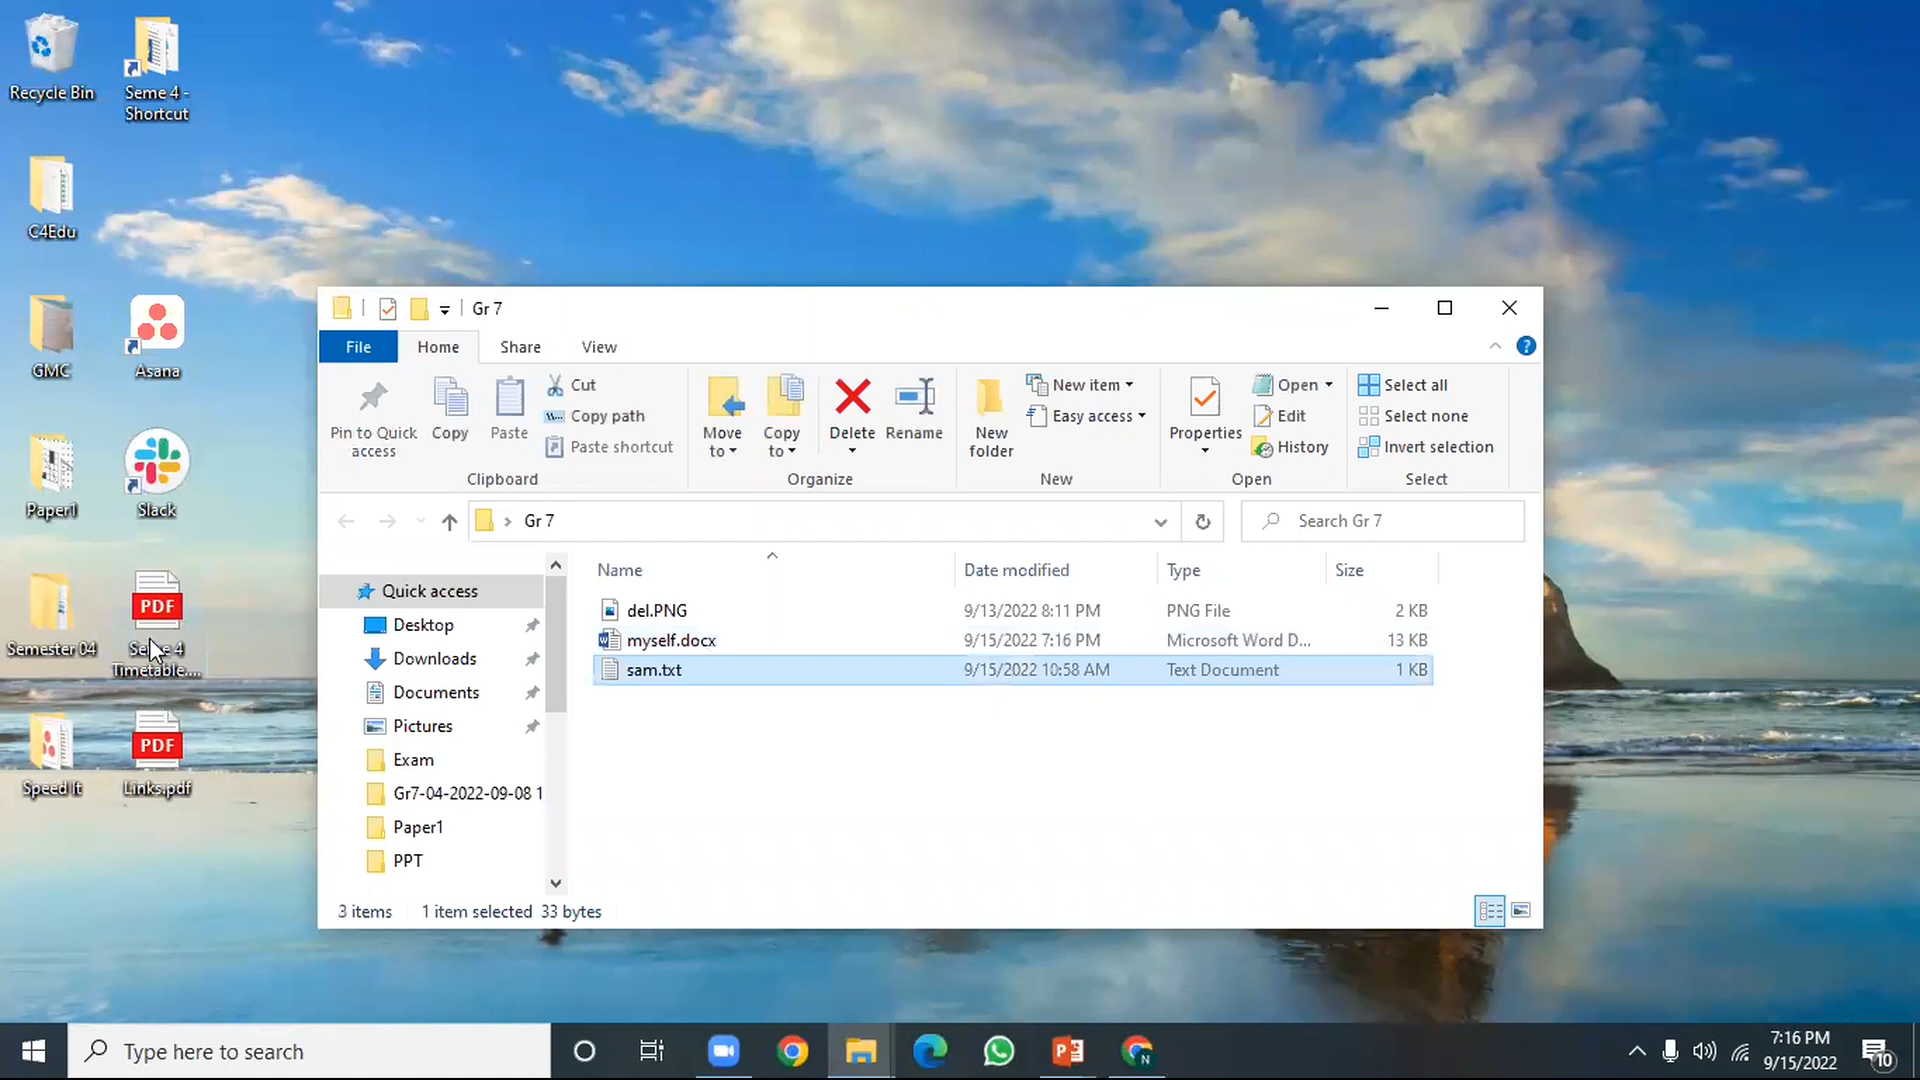 Recycle Bin
Seme 4 -
Shortcut
C4Edu
GMC
Asana
Paper1
Slack
Semester 04
Timetable....
Speed It
Links.pdf
Gr 7
File
Home
Share
View
Pin to Quick
access
Copy
Paste
Cut
Copy path
Paste shortcut
Clipboard
Move
to
Copy
to
Delete
Rename
Organize
New
folder
New item
Easy access
New
Properties
Open
Edit
History
Open
Select all
Select none
Invert selection
Select
Gr 7
Search Gr 7
Quick access
Desktop
Downloads
Documents
Pictures
Exam
Gr7-04-2022-09-08 1
Paper1
PPT
Name Date modified Type Size
del.PNG 9/13/2022 8:11 PM PNG File 2 KB
myself.docx 9/15/2022 7:16 PM Microsoft Word D... 13 KB
sam.txt 9/15/2022 10:58 AM Text Document 1 KB
3 items 1 item selected 33 bytes
PDF
PDF
Type here to search
N
7:16 PM
9/15/2022
10